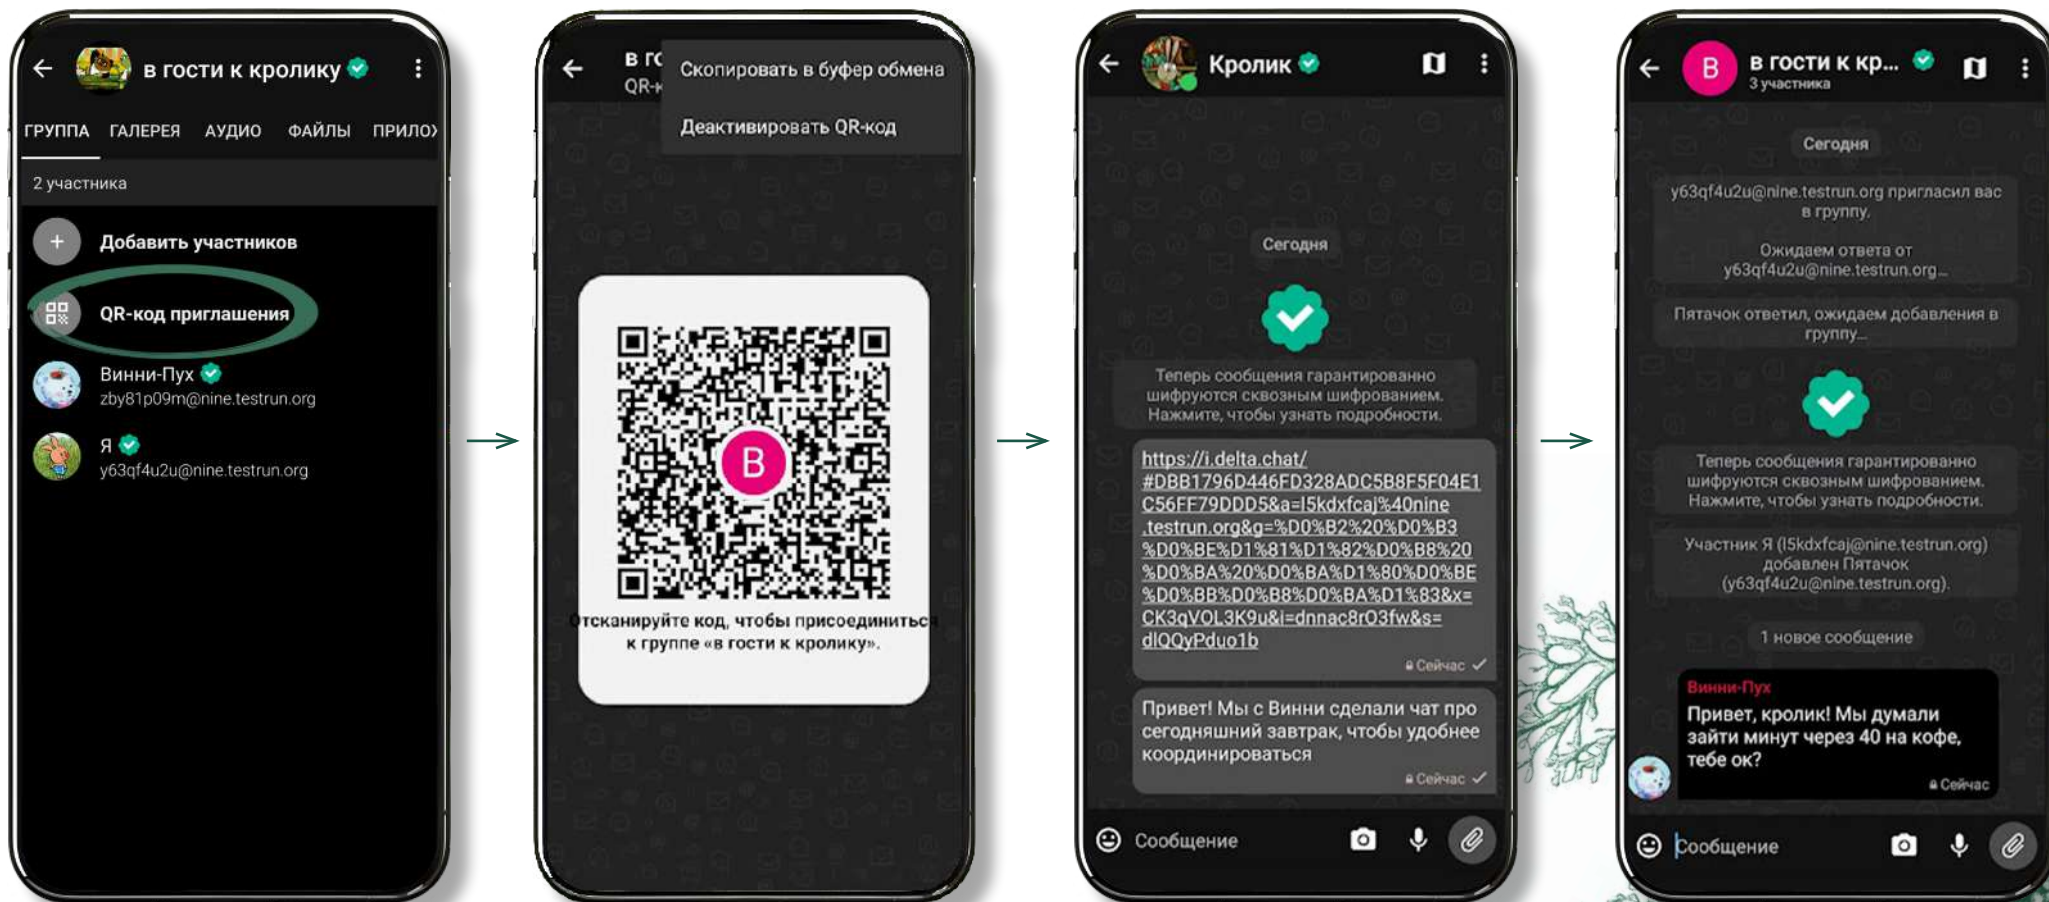 в гости к кролику
ГРУППА ГАЛЕРЕЯ АУДИО ФАЙЛЫ ПРИЛО
2 участника
Добавить участников
QR-код приглашения
Винни-Пух
zby81p09m@nine.testrun.org
Я
y63qf4u2u@nine.testrun.org
в го
QR-к
Скопировать в буфер обмена
Деактивировать QR-код
B
Отсканируйте код, чтобы присоединиться
к группе «в гости к кролику».
Кролик
Сегодня
Теперь сообщения гарантированно
шифруются сквозным шифрованием.
Нажмите, чтобы узнать подробности.
https://i.delta.chat/
#DBB1796D446FD328ADC5B8F5F04E1
C56FF79DDD5&a=l5kdxfcaj%40nine
.testrun.org&g=%D0%B2%20%D0%B3
%D0%BE%D1%81%D1%82%D0%B8%20
%D0%BA%20%D0%BA%D1%80%D0%BE
%D0%BB%D0%B8%D0%BA%D1%83&x=
CK3qVOL3K9u&i=dnnac8rO3fw&s=
dlQQyPduo1b
Сейчас
Привет! Мы с Винни сделали чат про
сегодняшний завтрак, чтобы удобнее
координироваться
Сейчас
Сообщение
В
в гости к кр...
3 участника
Сегодня
y63qf4u2u@nine.testrun.org пригласил вас
в группу.
Ожидаем ответа от
y63qf4u2u@nine.testrun.org...
Пятачок ответил, ожидаем добавления в
группу...
Теперь сообщения гарантированно
шифруются сквозным шифрованием.
Нажмите, чтобы узнать подробности.
Участник Я (l5kdxfcaj@nine.testrun.org)
добавлен Пятачок
(y63qf4u2u@nine.testrun.org).
1 новое сообщение
Винни-Пух
Привет, кролик! Мы думали
зайти минут через 40 на кофе,
тебе ок?
Сейчас
Сообщение